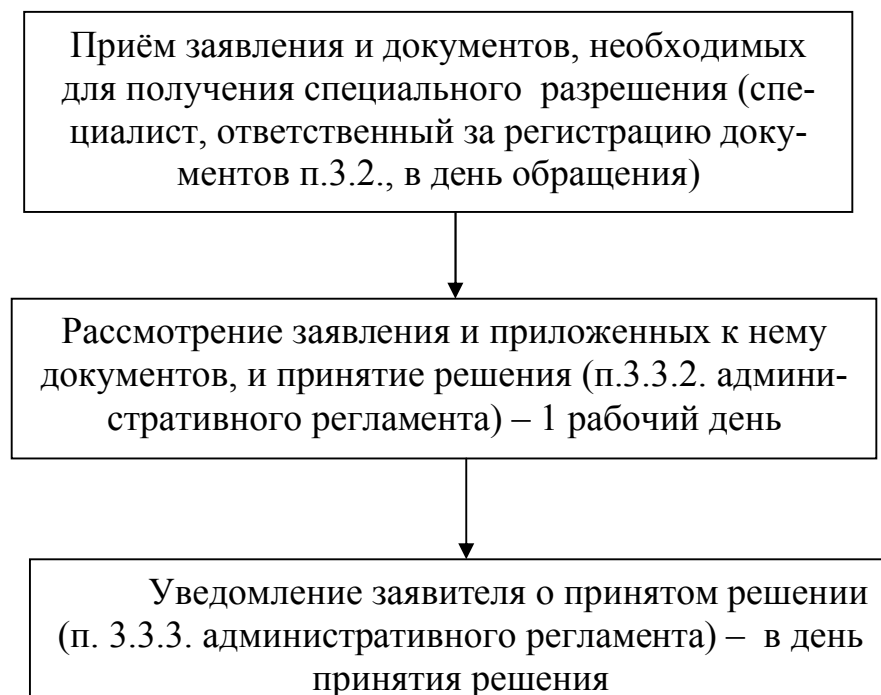 Приём заявления и документов, необходимых
для получения специального разрешения (спе-
циалист, ответственный за регистрацию доку-
ментов п.3.2., в день обращения)
Рассмотрение заявления и приложенных к нему
документов, и принятие решения (п.3.3.2. админи-
стративного регламента) – 1 рабочий день
Уведомление заявителя о принятом решении
(п. 3.3.3. административного регламента) – в день
принятия решения